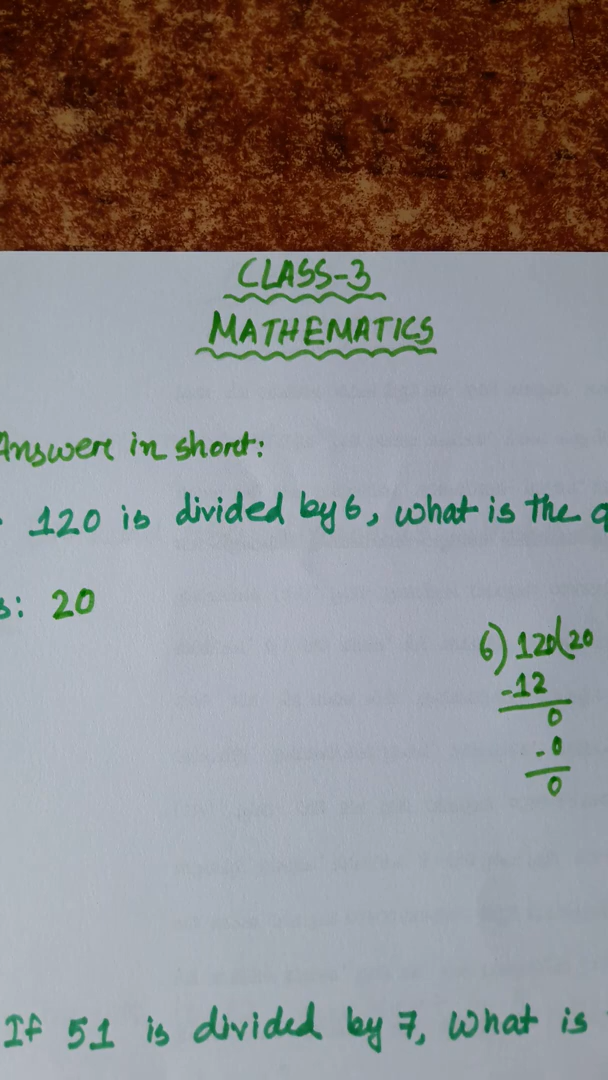 CLASS-3
MATHEMATICS
Answere in short:
120 is divided by 6, what is the
s: 20
6) 120(20
-12
0
-0
0
If 51 is divided by 7, What is